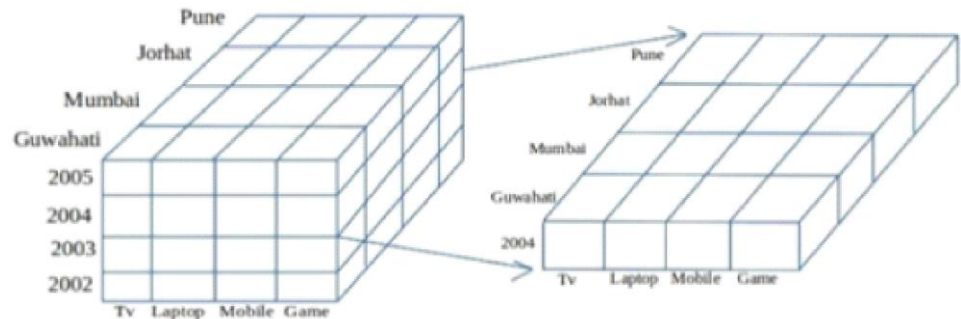 Pune
Jorhat
Mumbai
Guwahati
2005
2004
2003
2002
Tv Laptop Mobile Game
Pune
Jorhat
Mumbai
Guwahati
2004
Tv Laptop Mobile Game